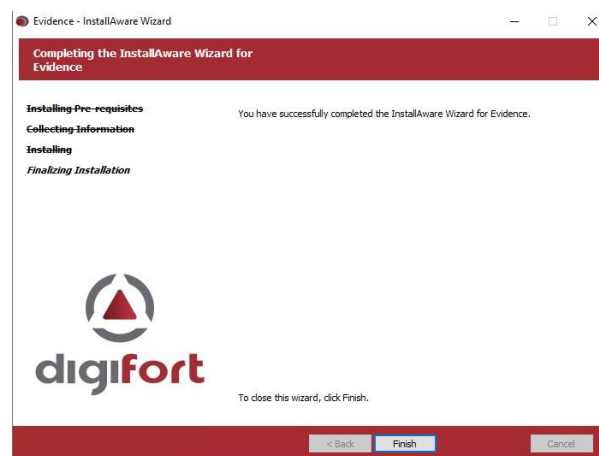 Evidence - InstallAware Wizard
Completing the InstallAware Wizard for
Evidence
Installing Pre-requisites
Collecting Information
Installing
Finalizing Installation
You have successfully completed the InstallAware Wizard for Evidence.
digifort
To close this wizard, click Finish.
< Back
Finish
Cancel